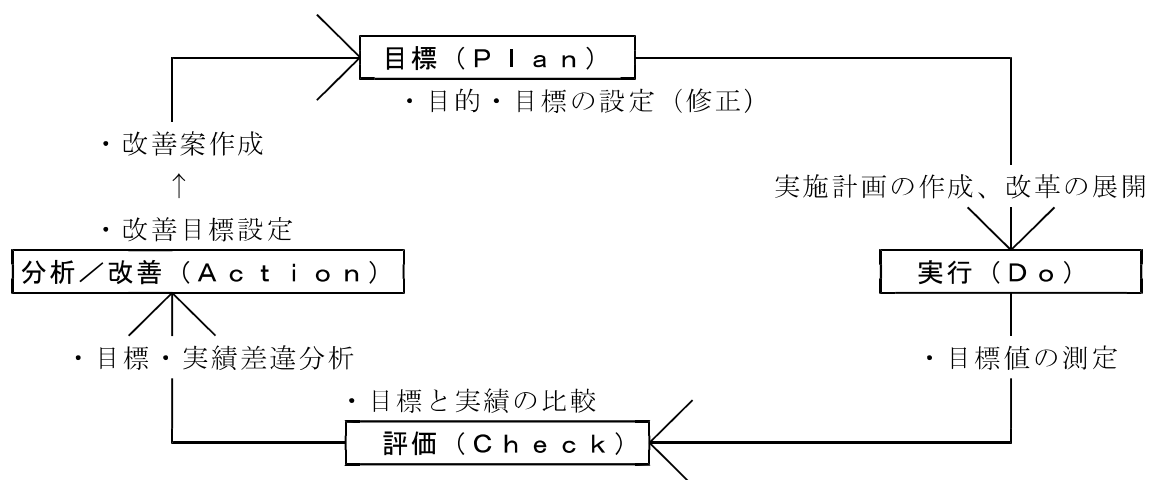 目標（Ｐｌａｎ）
・目的・目標の設定（修正）
・改善案作成
↑
実施計画の作成、改革の展開
・改善目標設定
分析／改善（Ａｃｔｉｏｎ）
実行（Ｄｏ）
・目標・実績差違分析
・目標値の測定
・目標と実績の比較
評価（Ｃｈｅｃｋ）